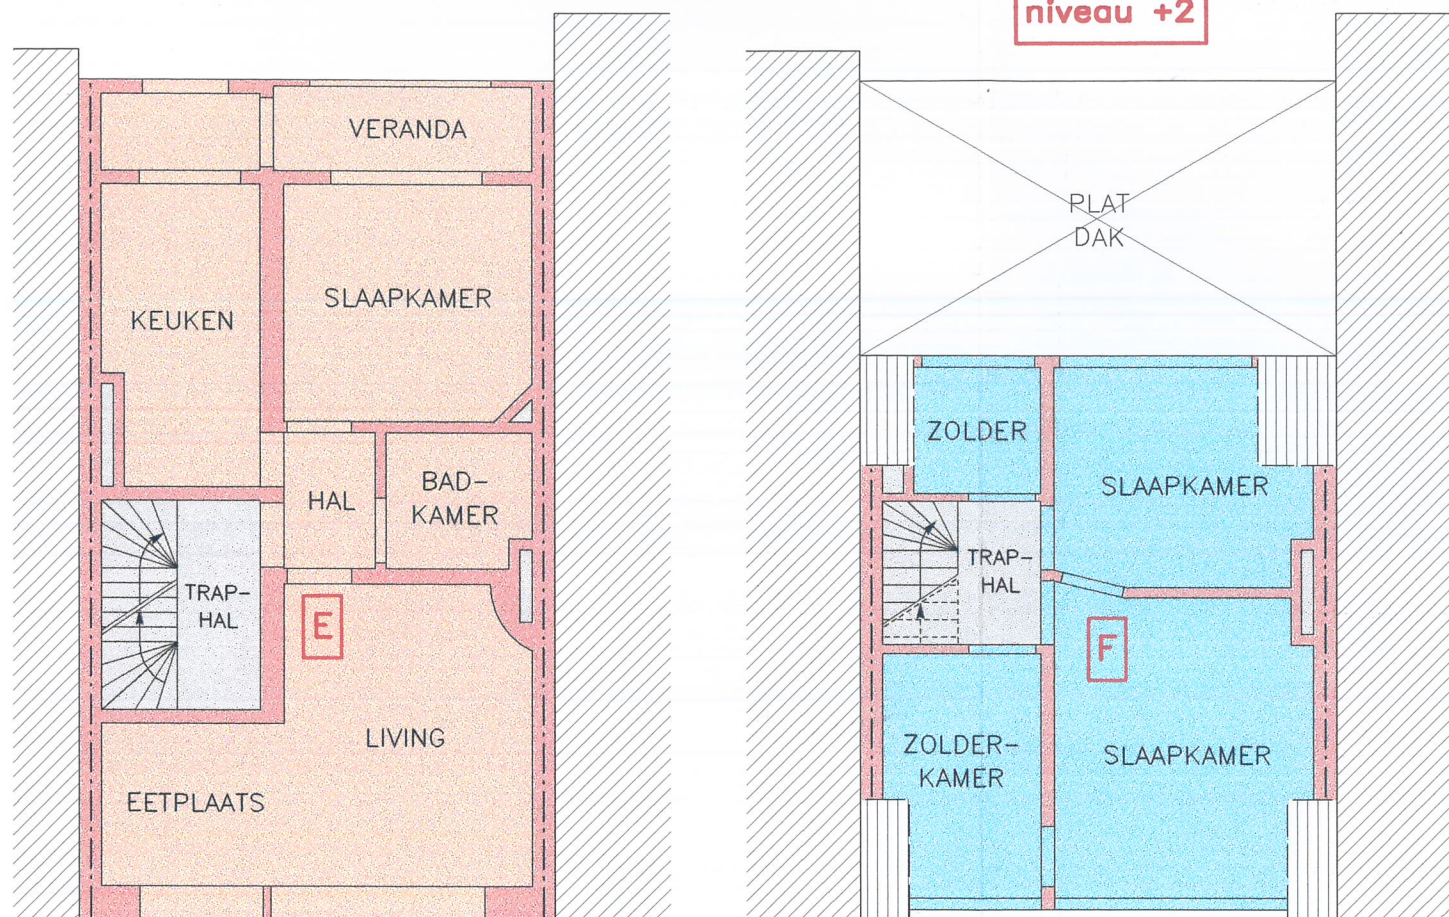 niveau +2
VERANDA
KEUKEN
SLAAPKAMER
HAL
BAD-
KAMER
TRAP-
HAL
E
LIVING
EETPLAATS
PLAT
DAK
ZOLDER
SLAAPKAMER
TRAP-
HAL
F
ZOLDER-
KAMER
SLAAPKAMER